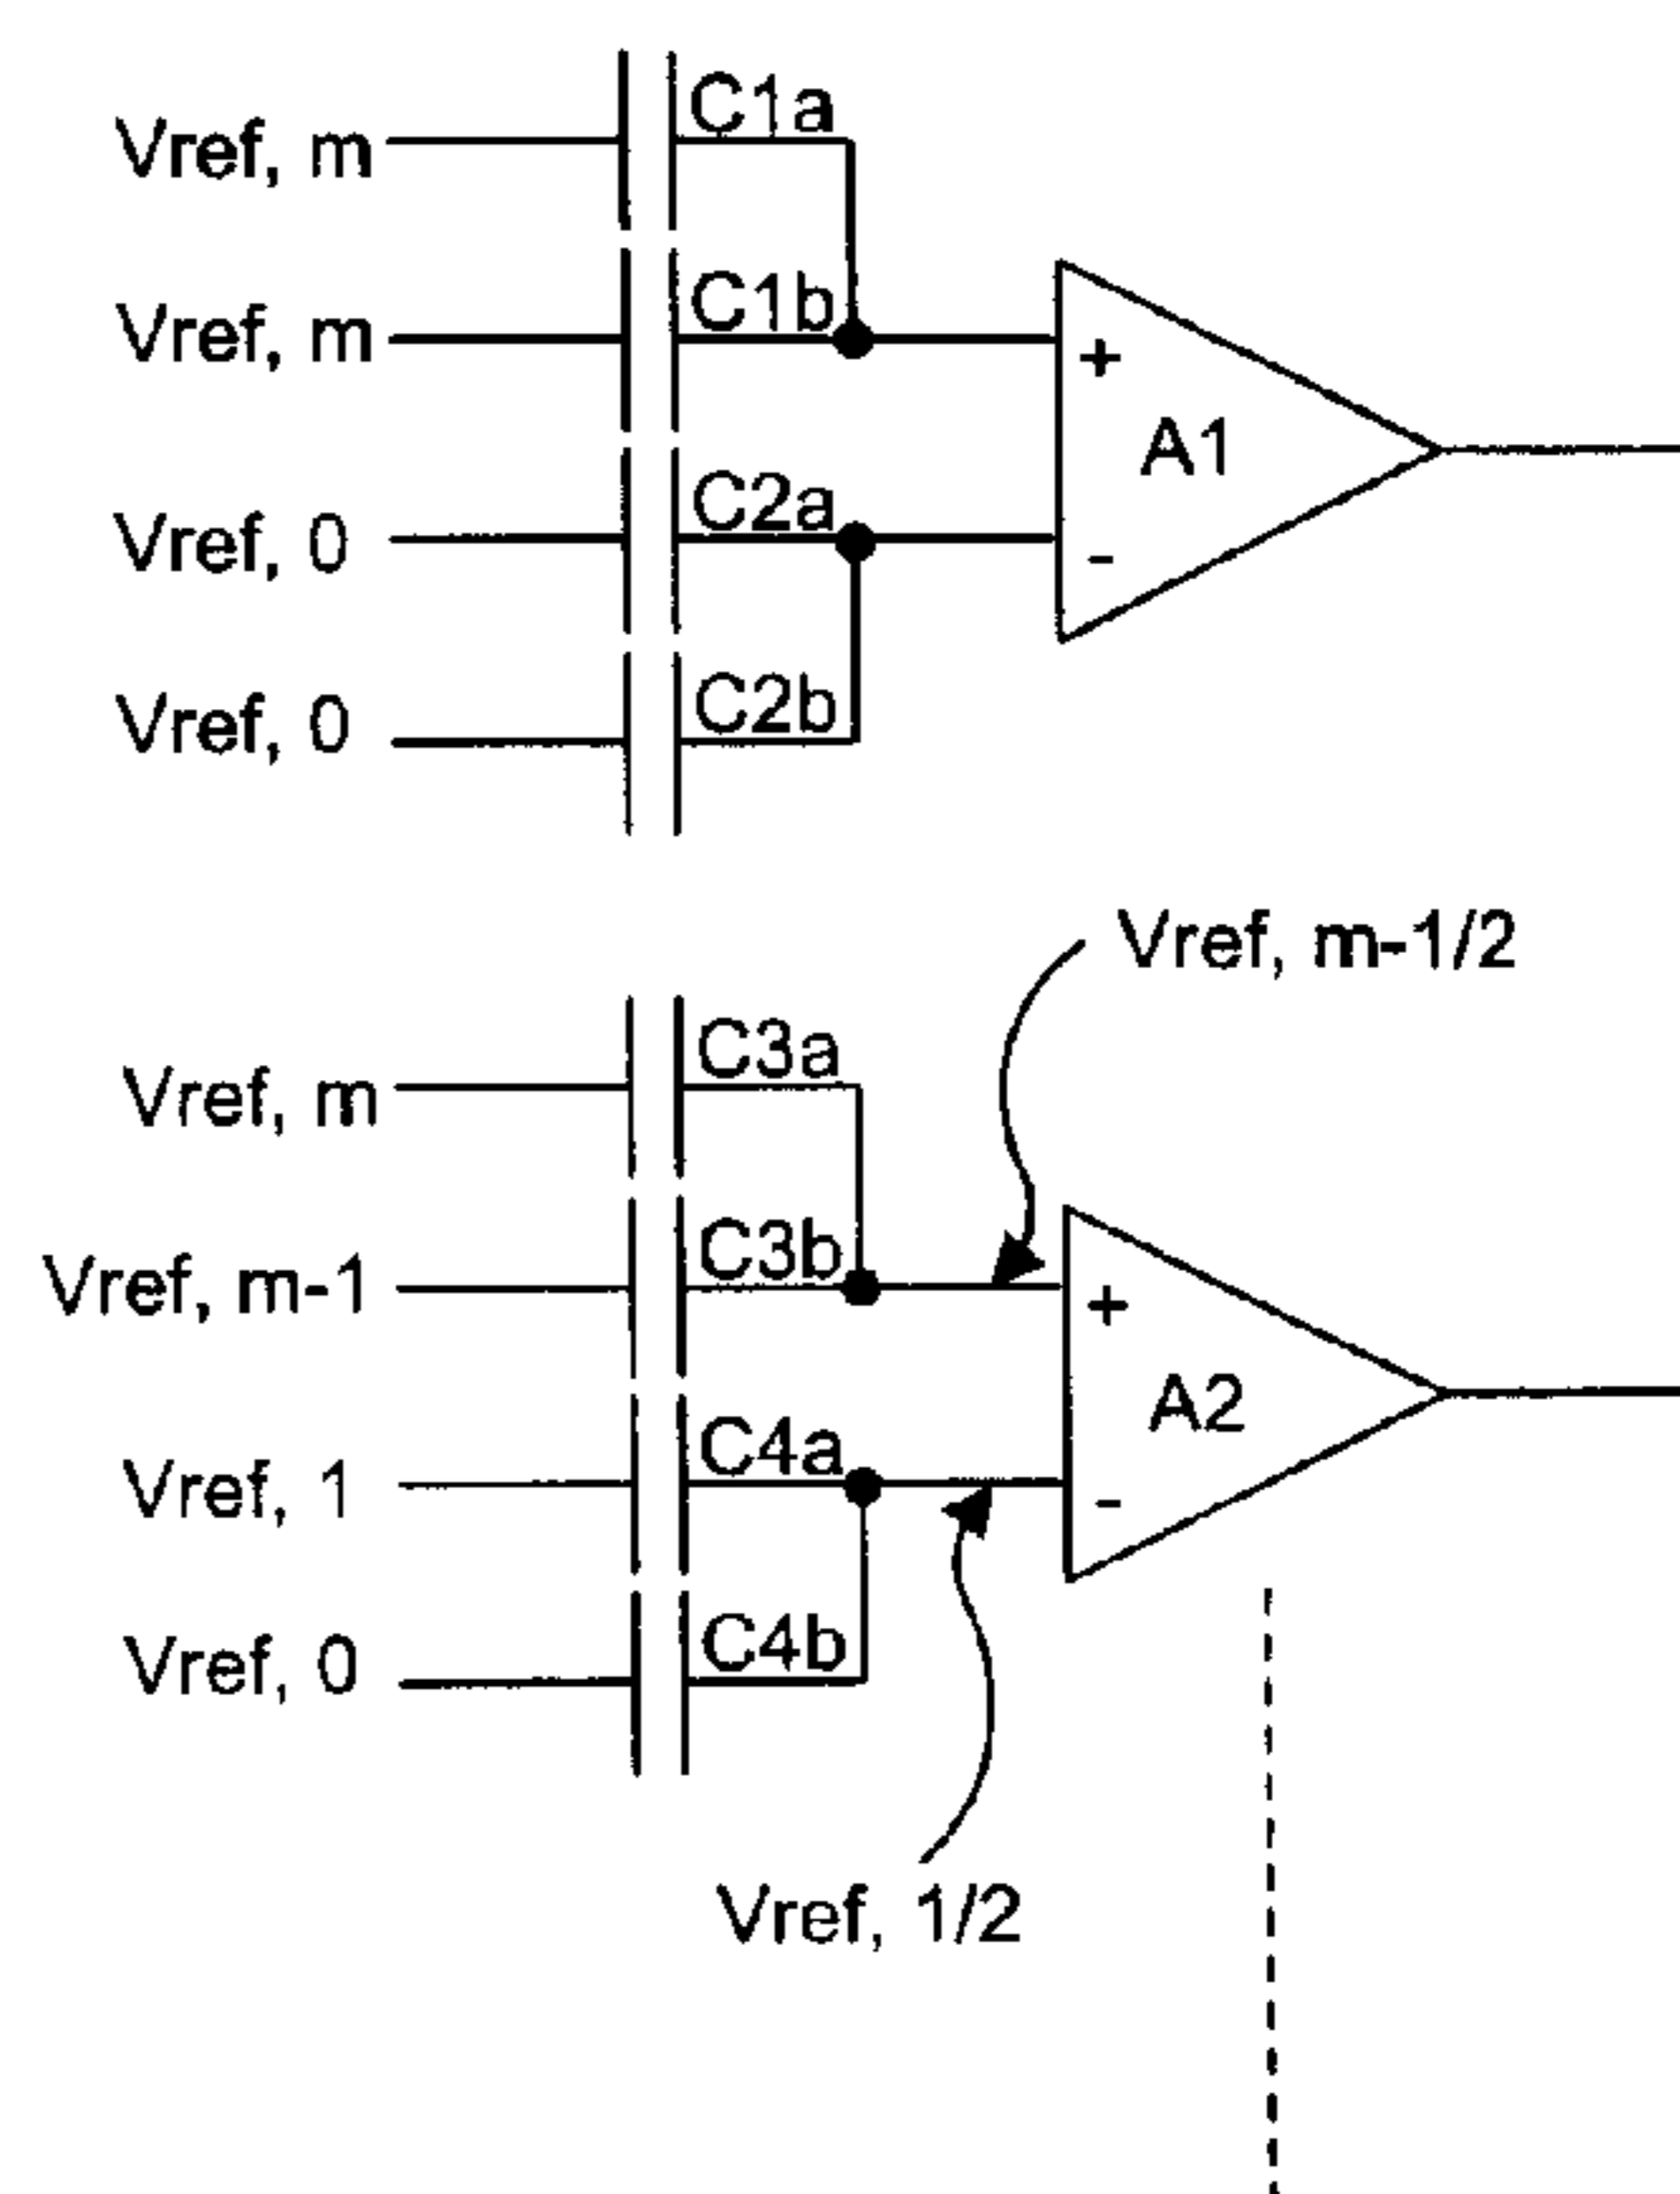 Vref, m
C1a
Vref, m
C1b
+
A1
Vref, 0
C2a
-
Vref, 0
C2b
Vref, m-1/2
Vref, m
C3a
Vref, m-1
C3b
+
A2
Vref, 1
C4a
-
Vref, 0
C4b
Vref, 1/2